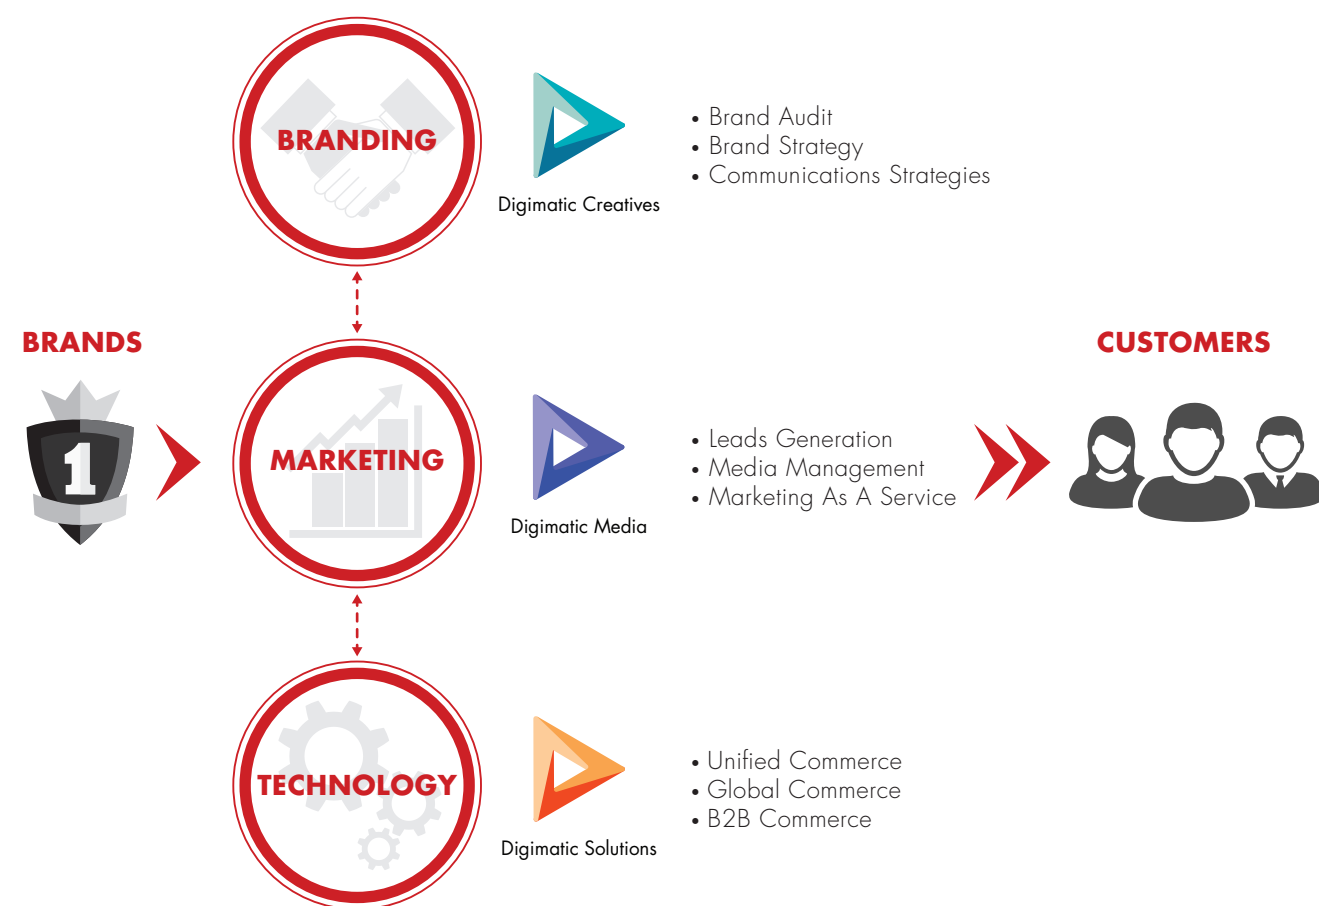 BRANDING
Digimatic Creatives
• Brand Audit
• Brand Strategy
• Communications Strategies
BRANDS
1
MARKETING
Digimatic Media
• Leads Generation
• Media Management
• Marketing As A Service
CUSTOMERS
TECHNOLOGY
Digimatic Solutions
• Unified Commerce
• Global Commerce
• B2B Commerce